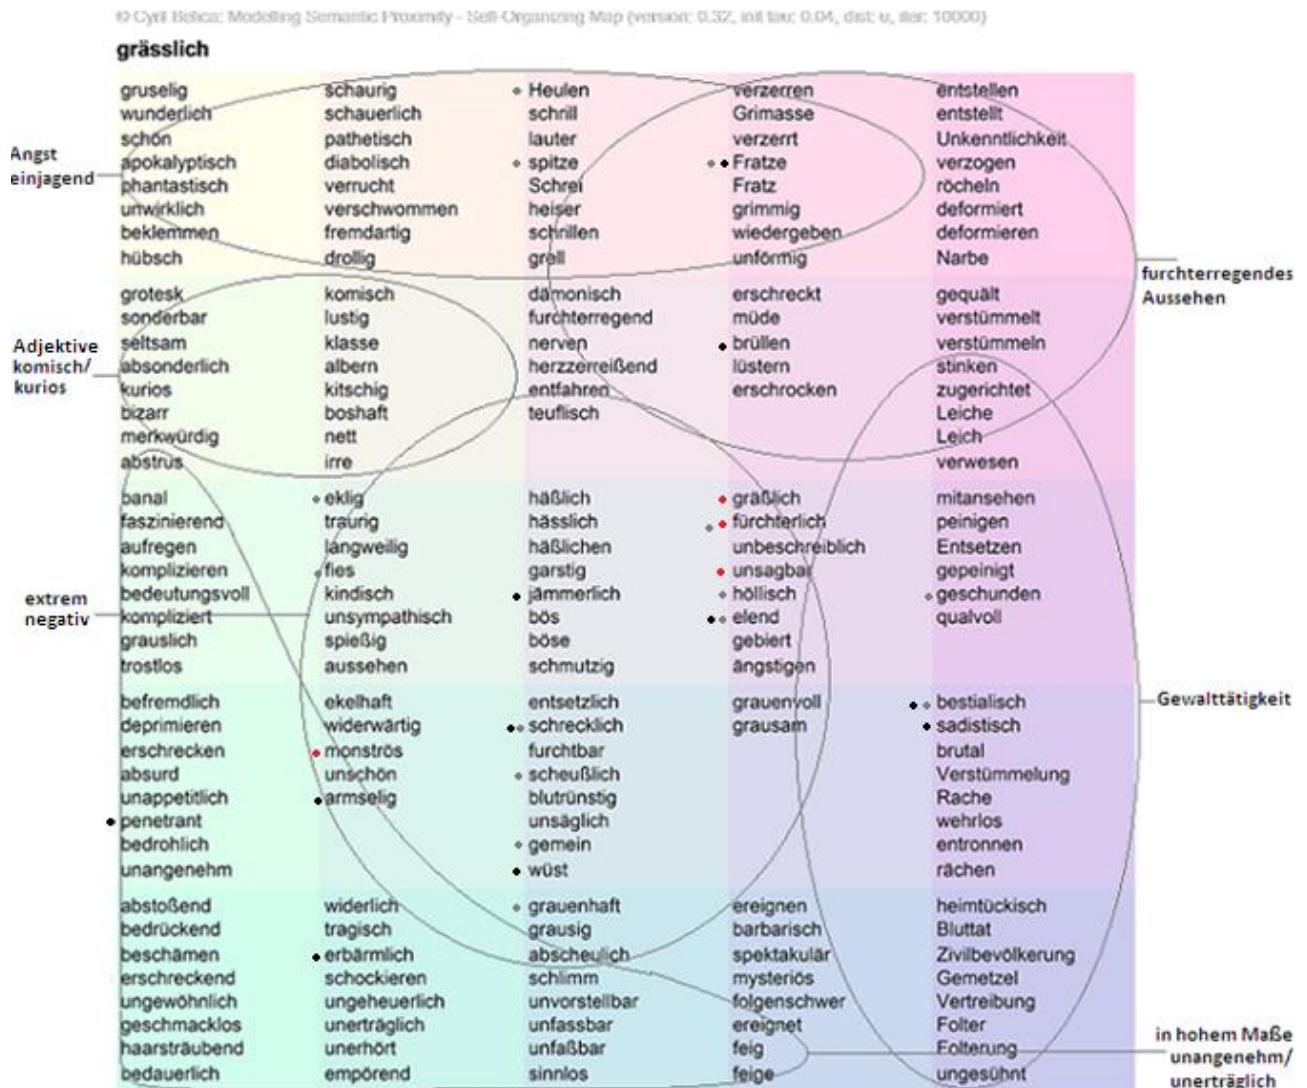 © Cyril Belica: Modelling Semantic Proximity - Self-Organizing Map (version: 0.32, init tau: 0.04, dist: u, iter: 10000)
grässlich
gruselig schaurig Heulen verzerren entstellen
wunderlich schauerlich schrill Grimasse entstellt
schön pathetisch lauter verzerrt Unkenntlichkeit
apokalyptisch diabolisch spitze Fratze verzogen
phantastisch verrucht Schrei Fratz röcheln
unwirklich verschwommen heiser grimmig deformiert
beklemmen fremdartig schrillen wiedergeben deformieren
hübsch drollig grell unförmig Narbe
Angst
einjagend
furchterregendes
Aussehen
grotesk komisch dämonisch erschreckt gequält
sonderbar lustig furchterregend müde verstümmelt
seltsam klasse nerven brüllen verstümmeln
absonderlich albern herzzerreißend lüstern stinken
kurios kitschig entfahren erschrocken zugerichtet
bizarr boshaft teuflisch Leiche
merkwürdig nett Leich
abstrus irre verwesen
Adjektive
komisch/
kurios
banal eklig häßlich gräßlich mitansehen
faszinierend traurig hässlich fürchterlich peinigen
aufregen langweilig häßlichen unbeschreiblich Entsetzen
komplizieren fies garstig unsagbar gepeinigt
bedeutungsvoll kindisch jämmerlich höllisch geschunden
kompliziert unsympathisch bös elend qualvoll
grauslich spießig böse gebiert
trostlos aussehen schmutzig ängstigen
extrem
negativ
befremdlich ekelhaft entsetzlich grauenvoll bestialisch
deprimieren widerwärtig schrecklich grausam sadistisch
erschrecken monströs furchtbar brutal
absurd unschön scheußlich Verstümmelung
unappetitlich armselig blutrünstig Rache
penetrant unsäglich wehrlos
bedrohlich gemein entronnen
unangenehm wüst rächen
Gewalttätigkeit
abstoßend widerlich grauenhaft ereignen heimtückisch
bedrückend tragisch grausig barbarisch Bluttat
beschämen erbärmlich abscheulich spektakulär Zivilbevölkerung
erschreckend schockieren schlimm mysteriös Gemetzel
ungewöhnlich ungeheuerlich unvorstellbar folgenschwer Vertreibung
geschmacklos unerträglich unfassbar ereignet Folter
haarsträubend unerhört unfaßbar feig Folterung
bedauerlich empörend sinnlos feige ungesühnt
in hohem Maße
unangenehm/
unerträglich